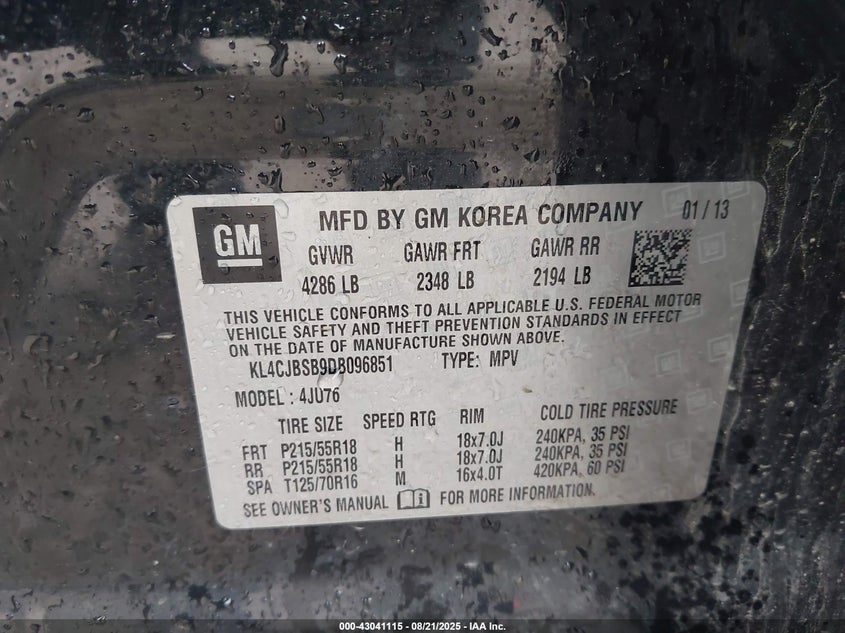 GM
MFD BY GM KOREA COMPANY 01 / 13
GVWR GAWR FRT GAWR RR
4286 LB 2348 LB 2194 LB
THIS VEHICLE CONFORMS TO ALL APPLICABLE U.S. FEDERAL MOTOR
VEHICLE SAFETY AND THEFT PREVENTION STANDARDS IN EFFECT
ON THE DATE OF MANUFACTURE SHOWN ABOVE.
KL4CJBSB9DB096851 TYPE: MPV
MODEL : 4JU76
TIRE SIZE SPEED RTG RIM COLD TIRE PRESSURE
FRT P215/55R18 H 18x7.0J 240KPA, 35 PSI
RR P215/55R18 H 18x7.0J 240KPA, 35 PSI
SPA T125/70R16 M 16x4.0T 420KPA, 60 PSI
SEE OWNER'S MANUAL FOR MORE INFORMATION.
000-43041115 - 08/21/2025 - IAA Inc.